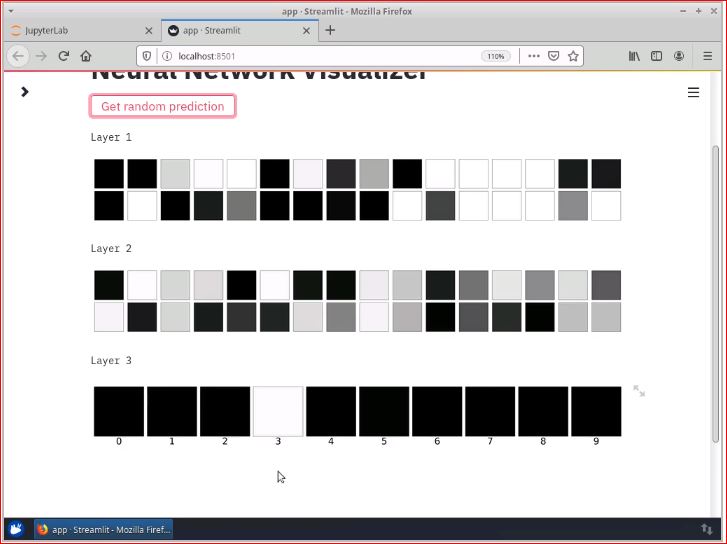 app · Streamlit - Mozilla Firefox
JupyterLab
app · Streamlit
localhost:8501
110%
Neural Network Visualizer
Get random prediction
Layer 1
Layer 2
Layer 3
0 1 2 3 4 5 6 7 8 9
app · Streamlit - Mozilla Firef...